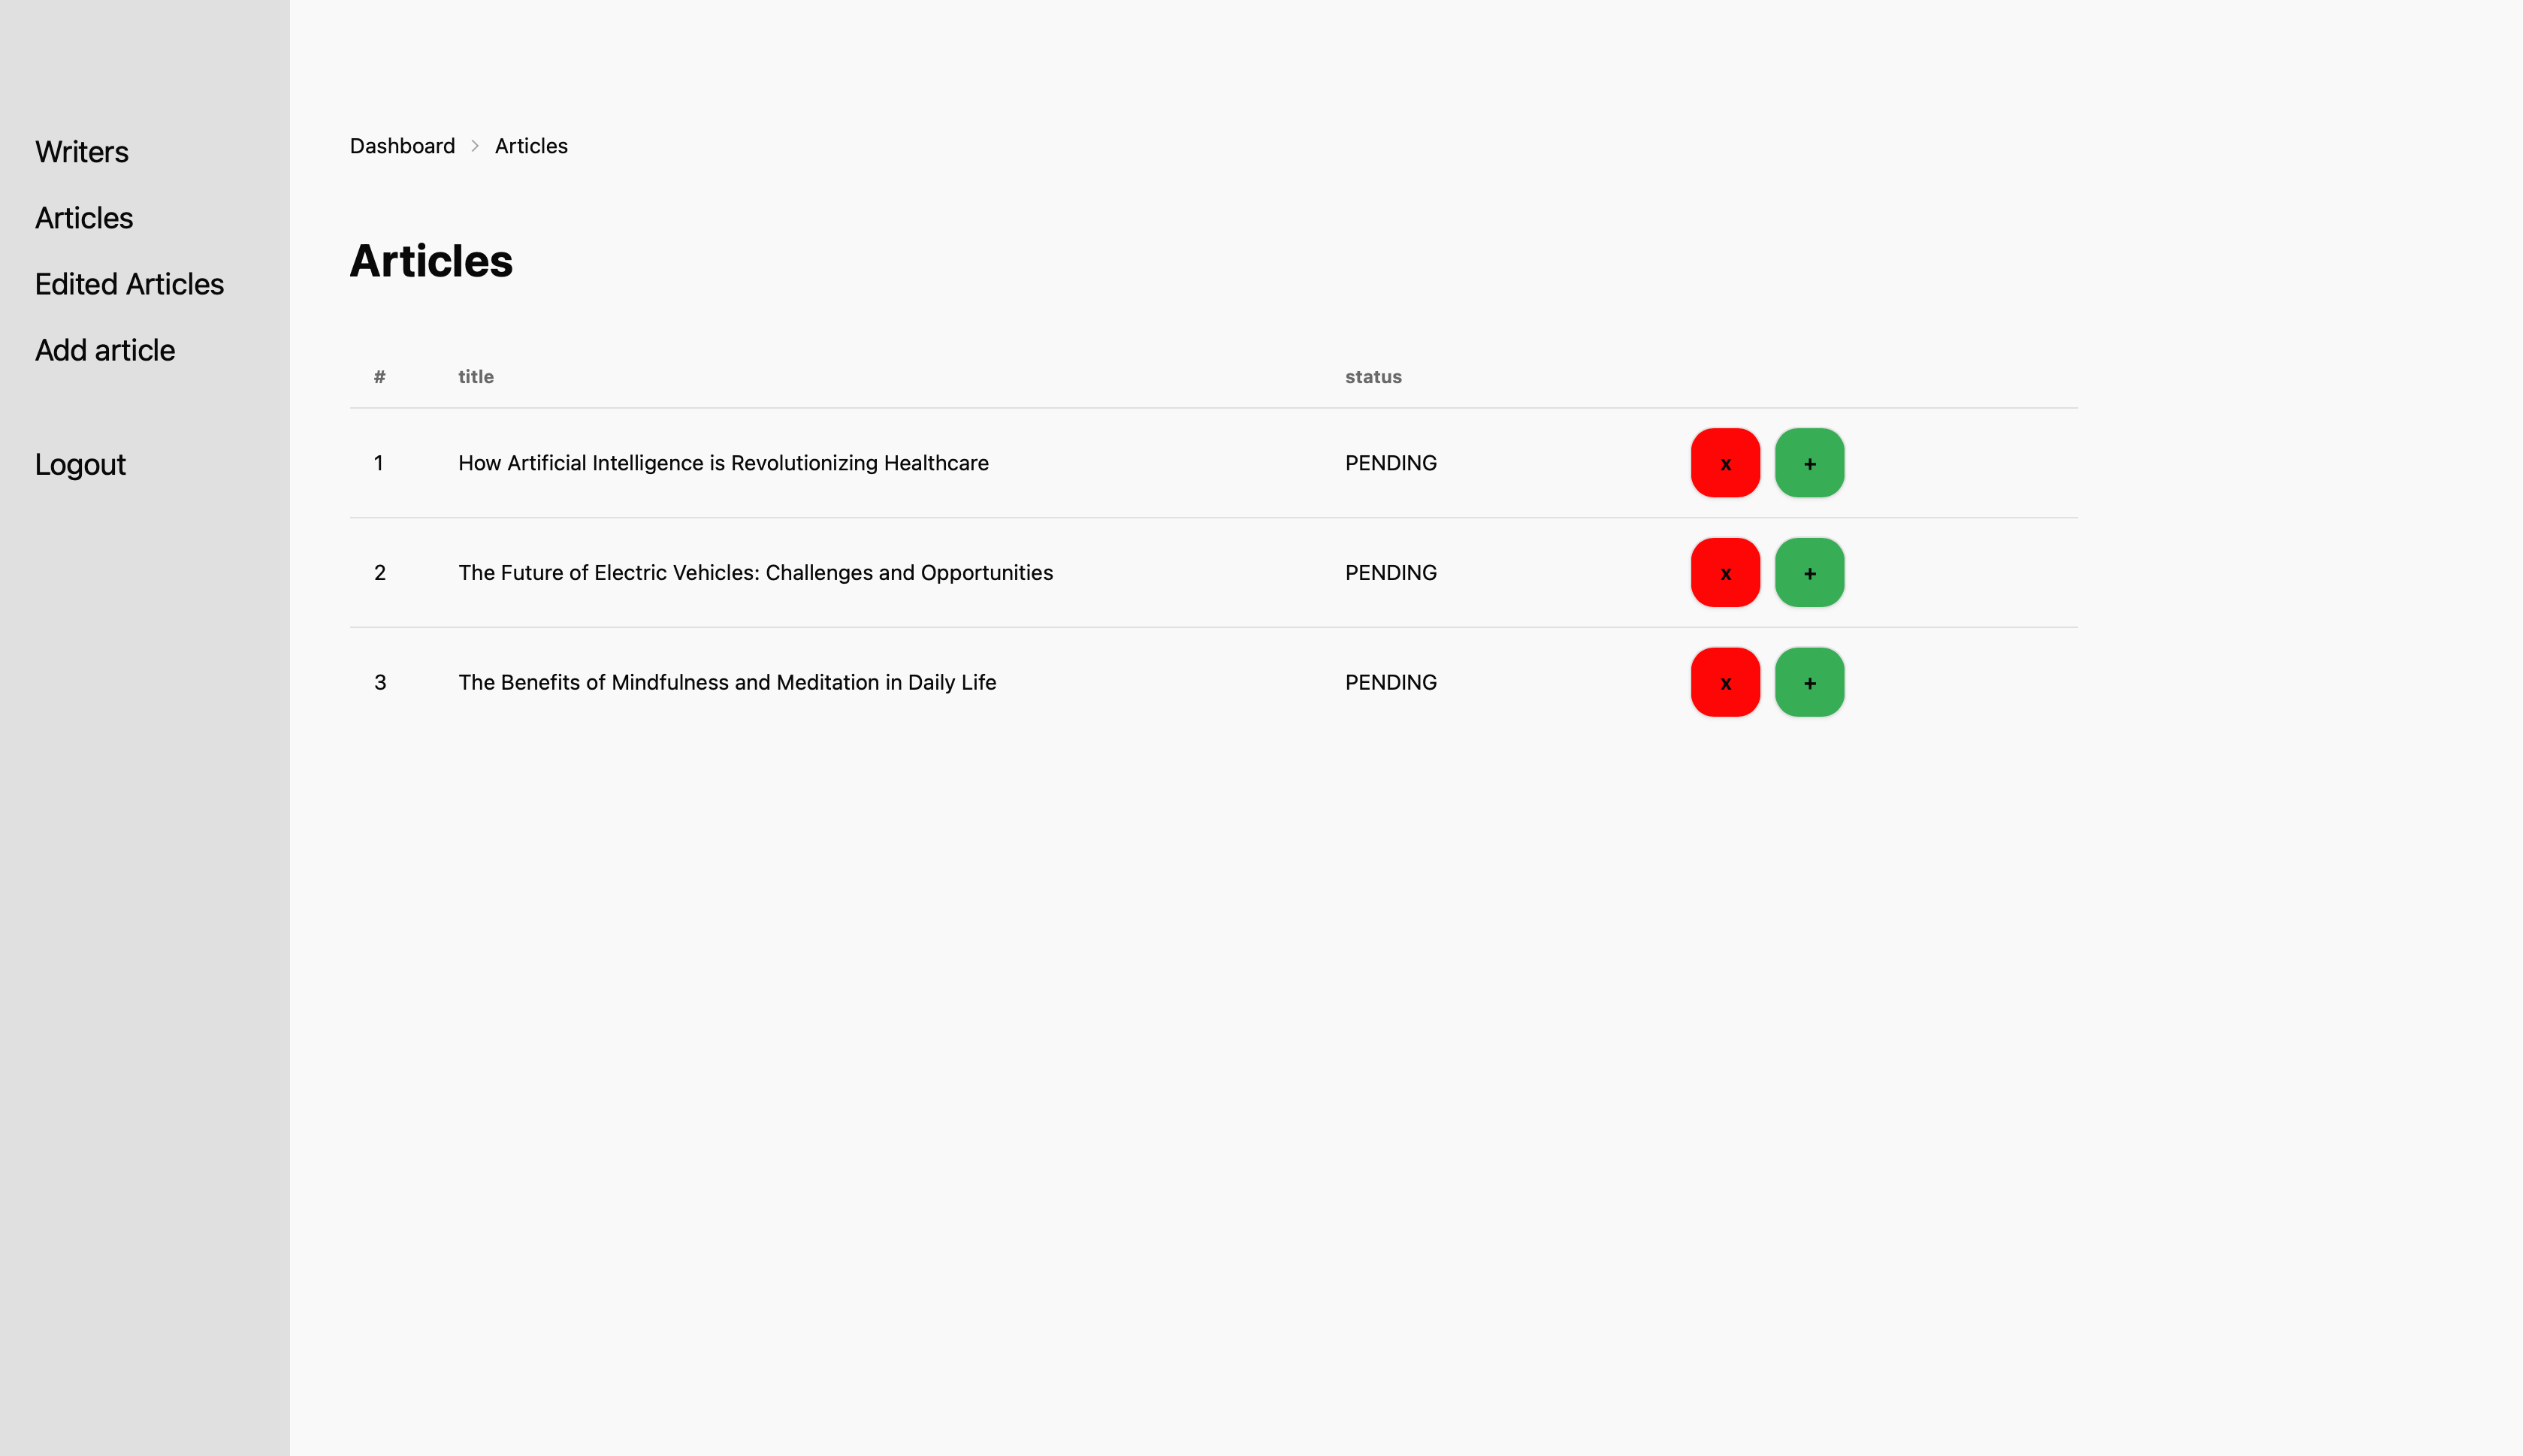 Writers
Articles
Edited Articles
Add article
Logout
Dashboard > Articles
Articles
# title status
1 How Artificial Intelligence is Revolutionizing Healthcare PENDING x +
2 The Future of Electric Vehicles: Challenges and Opportunities PENDING x +
3 The Benefits of Mindfulness and Meditation in Daily Life PENDING x +